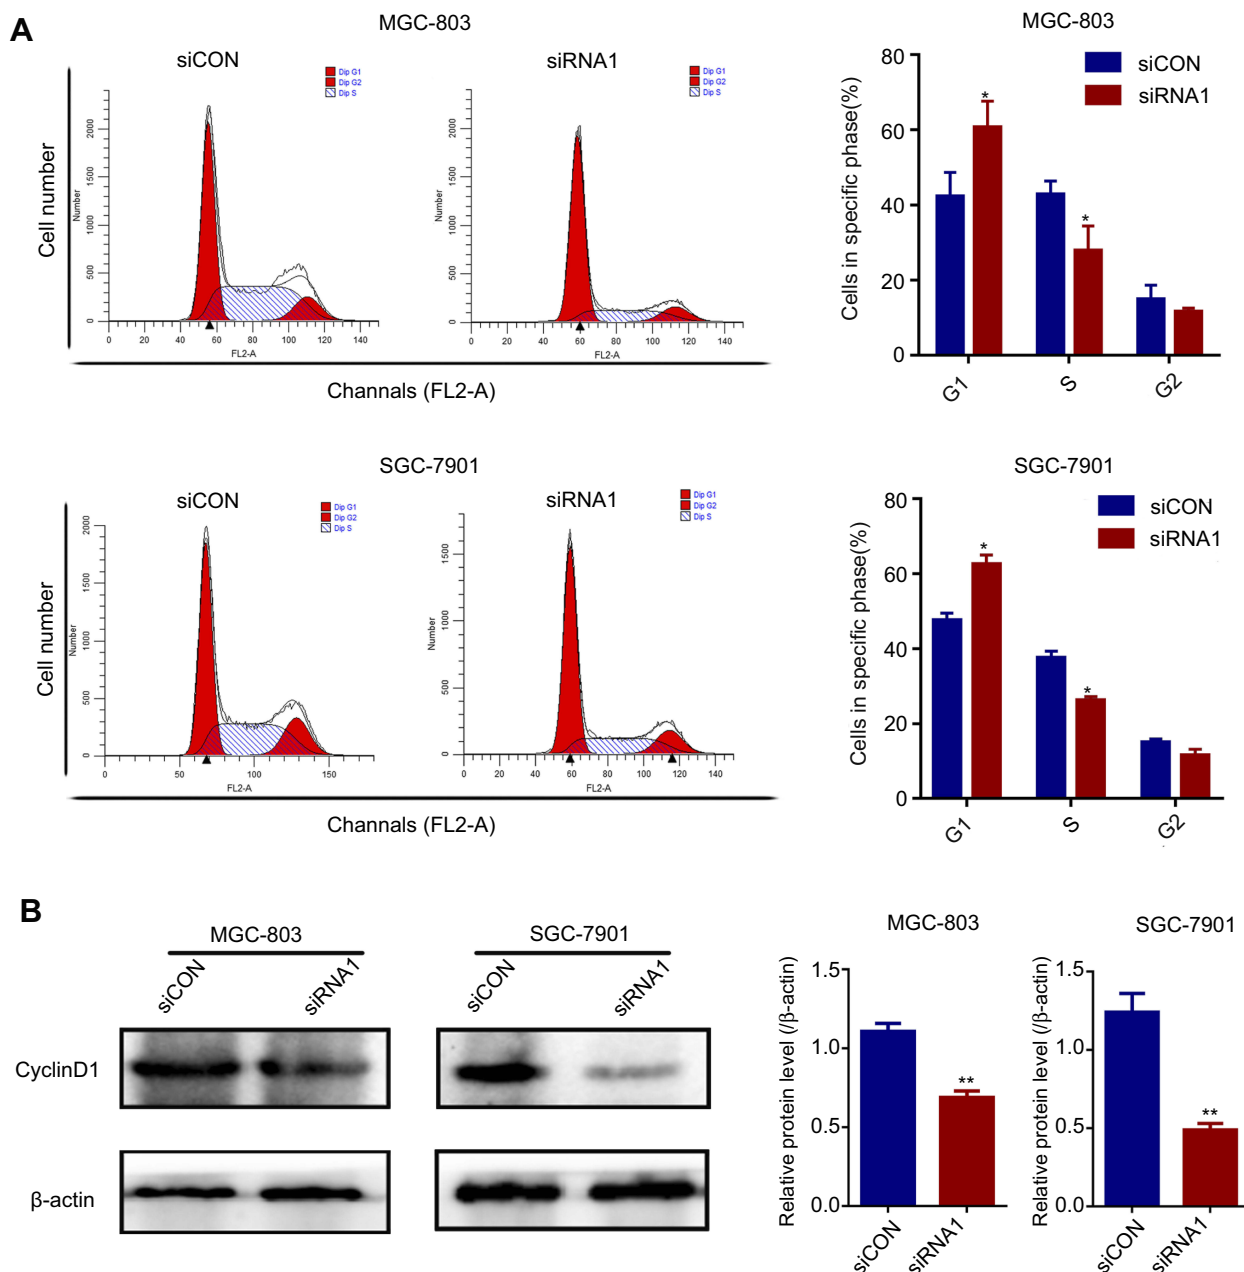 A
MGC-803
siCON
siRNA1
Dip G1
Dip G2
Dip S
Dip G1
Dip G2
Dip S
Cell number
Number
0 500 1000 1500 2000
0 20 40 60 80 100 120 140
FL2-A
Number
0 500 1000 1500 2000
0 20 40 60 80 100 120 140
FL2-A
Channels (FL2-A)
MGC-803
siCON
siRNA1
Cells in specific phase(%)
80
60
40
20
0
* *
G1 S G2
SGC-7901
siCON
siRNA1
Dip G1
Dip G2
Dip S
Dip G1
Dip G2
Dip S
Cell number
Number
0 500 1000 1500 2000
0 50 100 150
FL2-A
Number
0 500 1000 1500
0 20 40 60 80 100 120 140
FL2-A
Channels (FL2-A)
SGC-7901
siCON
siRNA1
Cells in specific phase(%)
80
60
40
20
0
* *
G1 S G2
B
MGC-803
siCON siRNA1
SGC-7901
siCON siRNA1
CyclinD1
β-actin
MGC-803
Relative protein level (/β-actin)
1.5
1.0
0.5
0.0
**
siCON siRNA1
SGC-7901
Relative protein level (/β-actin)
1.5
1.0
0.5
0.0
**
siCON siRNA1